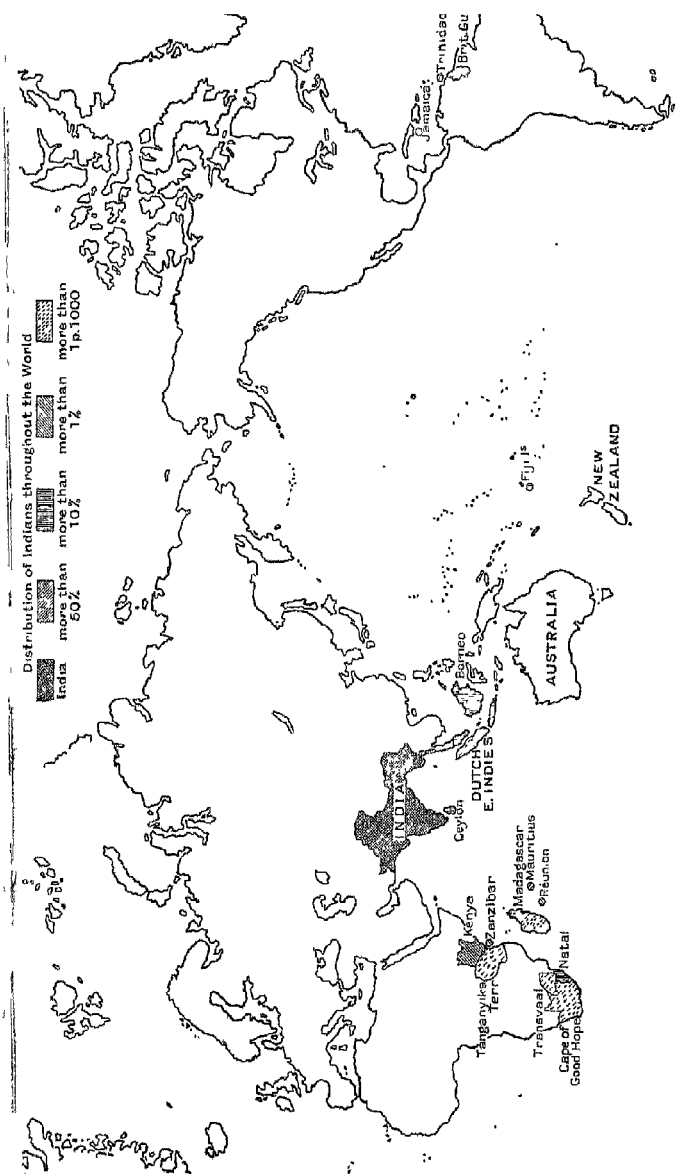 Distribution of Indians throughout the World
India
more than
50%
more than
10%
more than
1%
more than
1 p. 1000
Jamaica
Trinidad
Brit. Gu
Fiji Is
NEW
ZEALAND
AUSTRALIA
Borneo
DUTCH
E. INDIES
INDIA
Ceylon
Kenya
Zanzibar
Tanganyika
Terr
Madagascar
Mauritius
Réunion
Transvaal
Natal
Cape of
Good Hope